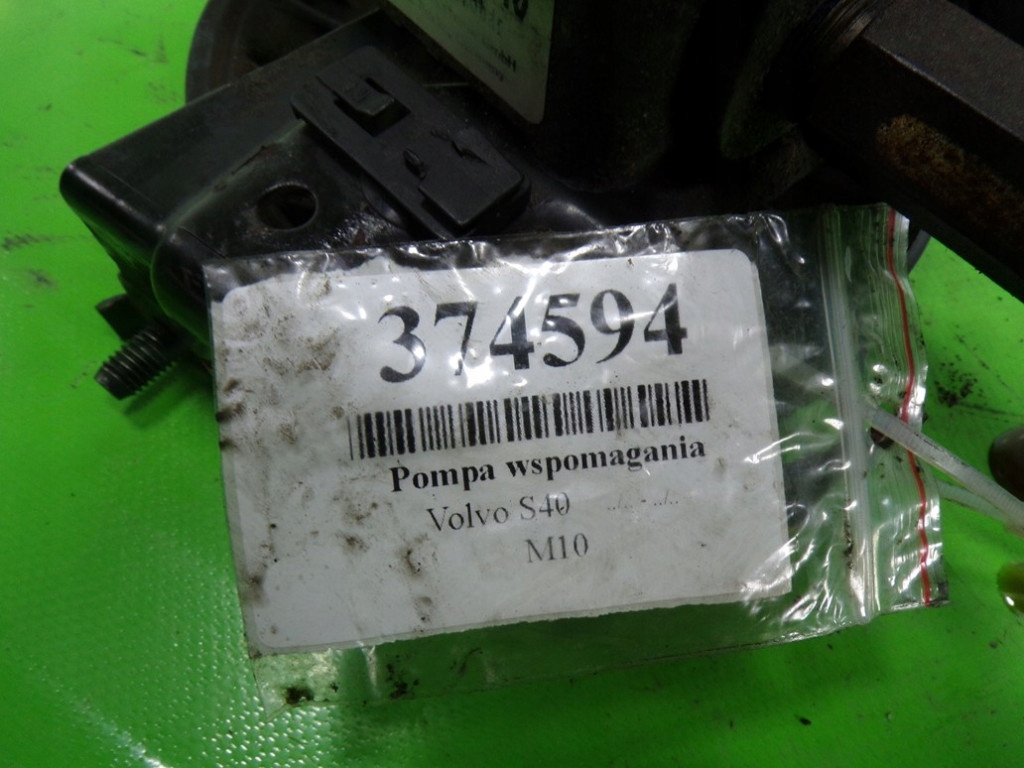 374594
Pompa wspomagania
Volvo S40 ../.. - ../..
M10